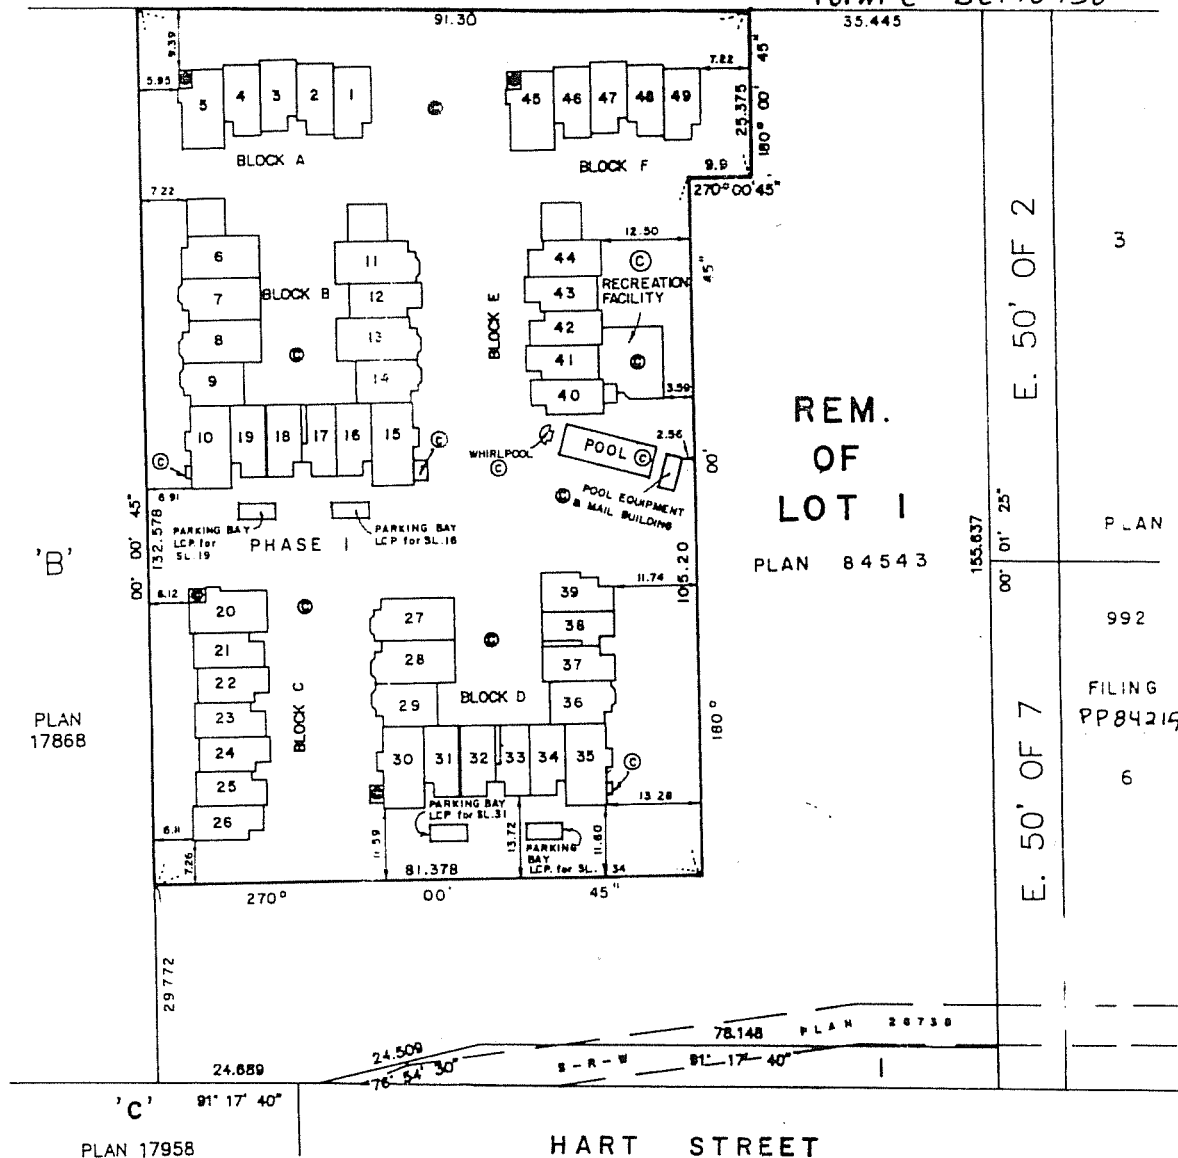 91.30
35.445
9.39
5.95
7.22
45"
25.375
180° 00'
5
4
3
2
1
C
45
46
47
48
49
BLOCK A
BLOCK F
9.9
270° 00' 45"
7.22
12.50
45"
E. 50' OF 2
3
6
7
8
9
BLOCK B
11
12
13
14
C
BLOCK E
44
43
42
41
40
C
RECREATION
FACILITY
C
3.59
REM.
OF
LOT 1
PLAN 84543
10
19
18
17
16
15
C
C
WHIRLPOOL
C
POOL C
2.56
00'
C POOL EQUIPMENT
& MAIL BUILDING
6.91
132.578
00° 00' 45"
PARKING BAY
LCP. for
SL.19
PARKING BAY
LCP. for SL.16
PHASE I
'B'
155.637
00° 01' 25"
PLAN
6.12
C
20
21
22
23
24
25
26
C
BLOCK C
27
28
29
C
BLOCK D
39
38
37
36
11.74
105.20
180°
992
FILING
PP84219
6
E. 50' OF 7
PLAN
17868
30
31
32
33
34
35
C
13.28
PARKING BAY
LCP. for SL.31
PARKING
BAY
LCP. for SL. 34
6.11
7.26
11.59
13.72
11.60
81.378
270° 00' 45"
29.772
78.148 PLAN 26738
24.509
24.689
76° 54' 30"
S-R-W 91° 17' 40"
'C' 91° 17' 40"
PLAN 17958
HART STREET